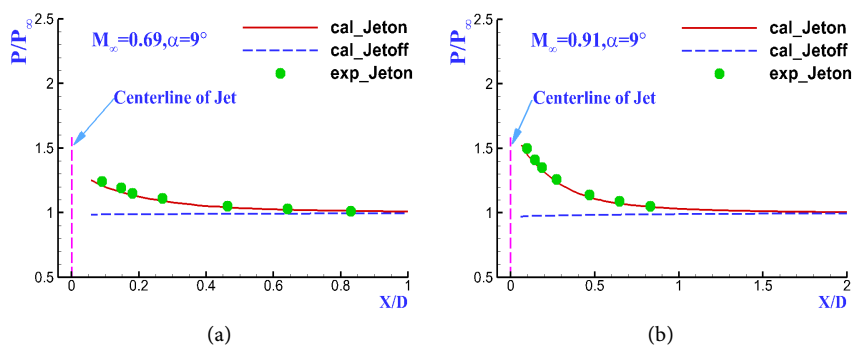 P/P∞
2.5
2
1.5
1
0.5
M∞=0.69,α=9°
cal_Jeton
cal_Jetoff
exp_Jeton
Centerline of Jet
0
0.2
0.4
0.6
0.8
1
X/D
(a)
P/P∞
2.5
2
1.5
1
0.5
M∞=0.91,α=9°
cal_Jeton
cal_Jetoff
exp_Jeton
Centerline of Jet
0
0.5
1
1.5
2
X/D
(b)